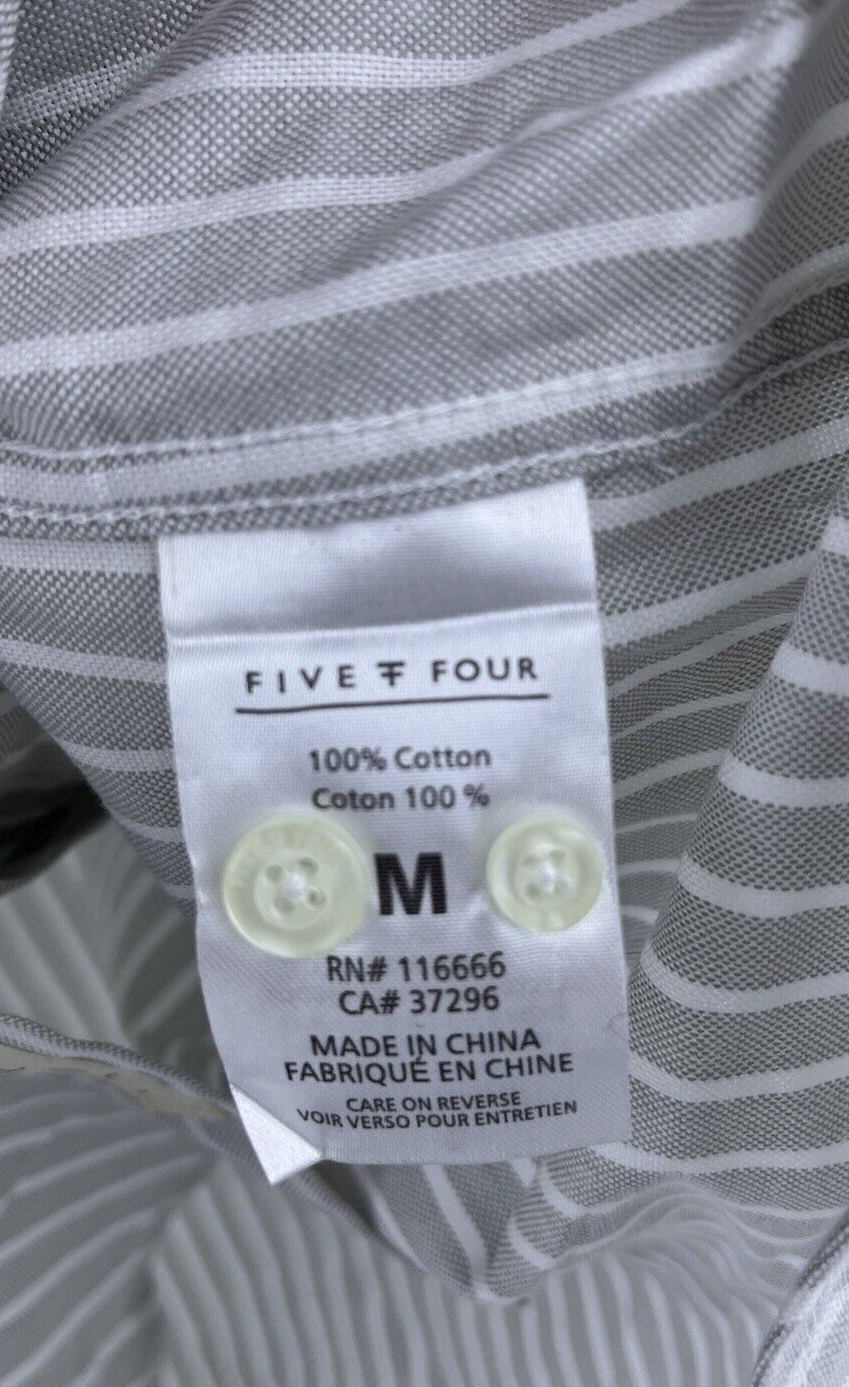 FIVE FOUR
100% Cotton
Coton 100 %
M
RN# 116666
CA# 37296
MADE IN CHINA
FABRIQUÉ EN CHINE
CARE ON REVERSE
VOIR VERSO POUR ENTRETIEN